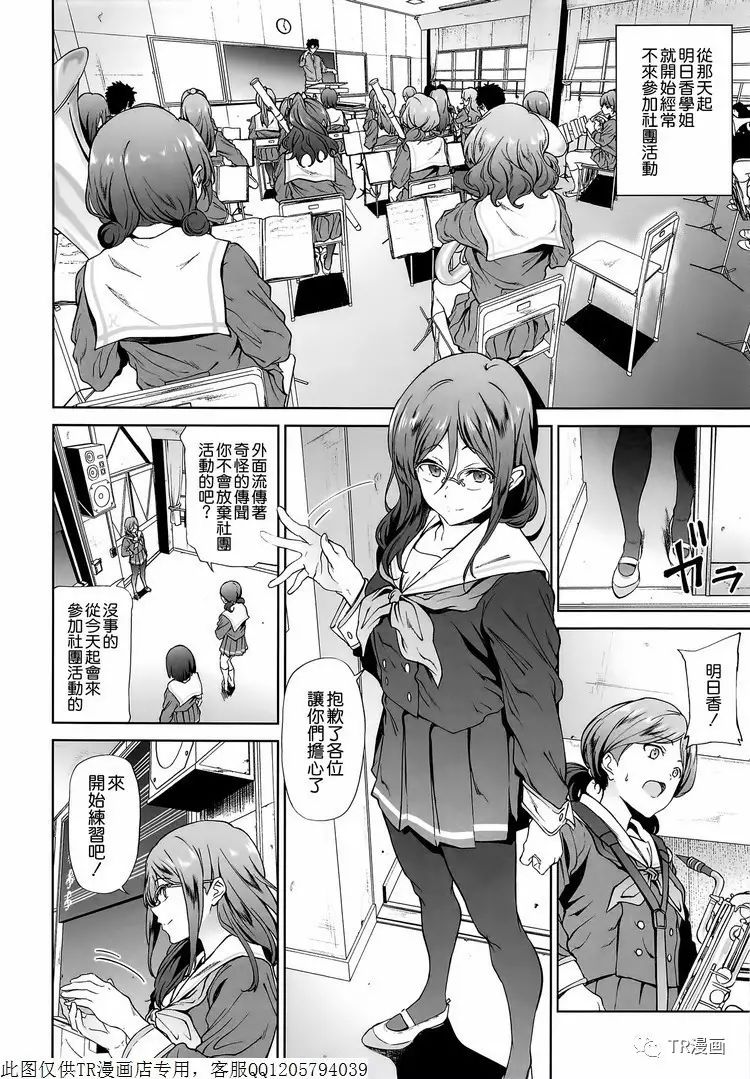 從那天起
明日香學姐
就開始經常
不來參加社團活動
ガラ
明日香!
抱歉了各位
讓你們擔心了
外面流傳著
奇怪的傳聞
你不會放棄社團
活動的吧?
沒事的
從今天起會來
參加社團活動的
來
開始練習吧!
TR漫画
此图仅供TR漫画店专用，客服QQ1205794039